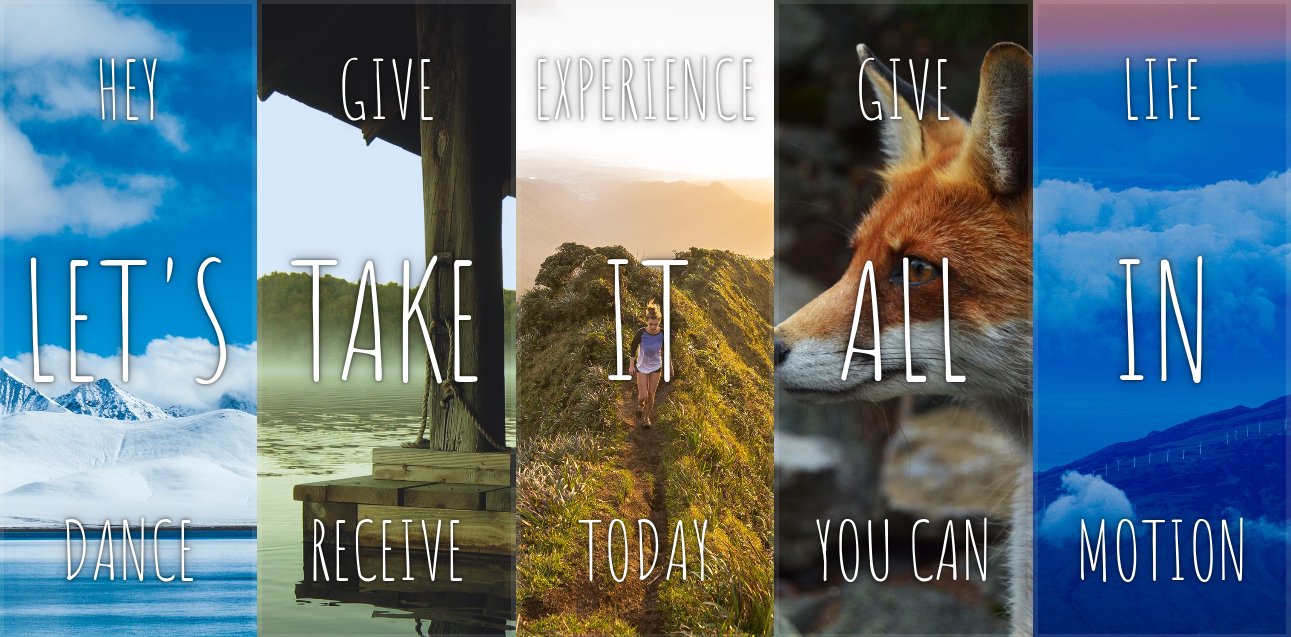 HEY
LET'S
DANCE
GIVE
TAKE
RECEIVE
EXPERIENCE
IT
TODAY
GIVE
ALL
YOU CAN
LIFE
IN
MOTION